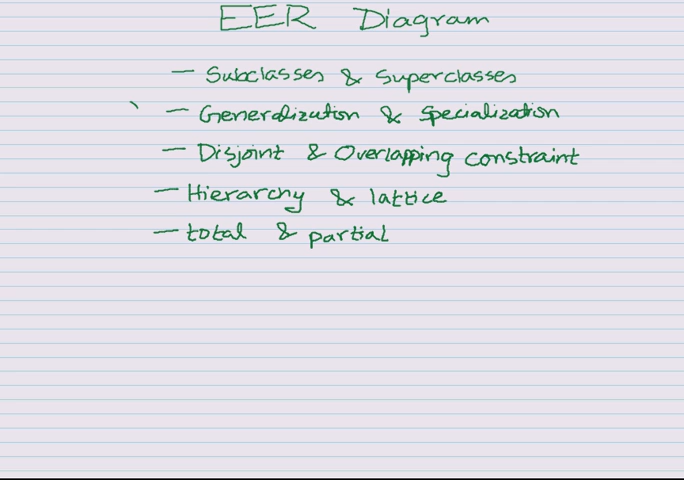 EER Diagram
- Subclasses & Superclasses
- Generalization & Specialization
- Disjoint & Overlapping constraint
- Hierarchy & lattice
- total & partial